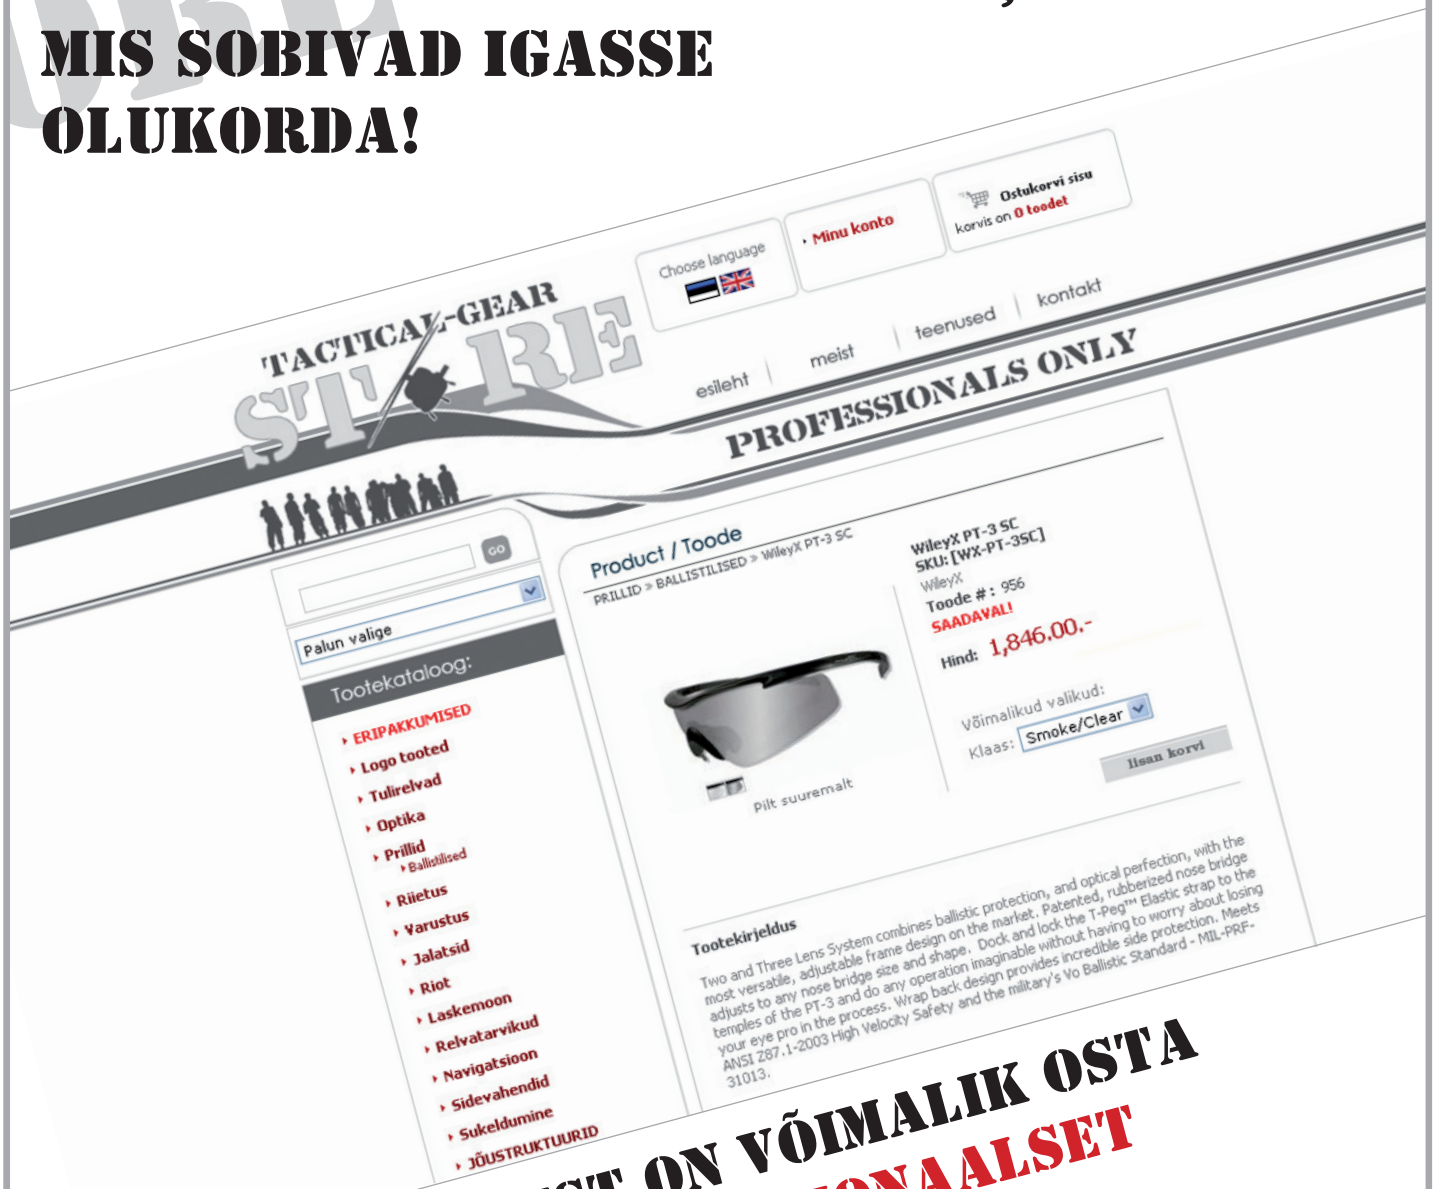 MIS SOBIVAD IGASSE
OLUKORDA!
Choose language
Minu konto
Ostukorvi sisu
korvis on 0 toodet
TACTICAL-GEAR
STORE
esileht
meist
teenused
kontakt
PROFESSIONALS ONLY
GO
Palun valige
Tootekataloog:
ERIPAKKUMISED
Logo tooted
Tulirelvad
Optika
Prillid
Ballistilised
Riietus
Varustus
Jalatsid
Riot
Laskemoon
Relvatarvikud
Navigatsioon
Sidevahendid
Sukeldumine
JÕUSTRUKTUURID
Product / Toode
PRILLID » BALLISTILISED » WileyX PT-3 SC
WileyX PT-3 SC
SKU: [WX-PT-3SC]
WileyX
Toode # : 956
SAADAVAL!
Hind: 1,846.00.-
Võimalikud valikud:
Klaas: Smoke/Clear
lisan korvi
Pilt suuremalt
Tootekirjeldus
Two and Three Lens System combines ballistic protection, and optical perfection, with the
most versatile, adjustable frame design on the market. Patented, rubberized nose bridge
adjusts to any nose bridge size and shape. Dock and lock the T-Peg™ Elastic strap to the
temples of the PT-3 and do any operation imaginable without having to worry about losing
your eye pro in the process. Wrap back design provides incredible side protection. Meets
ANSI Z87.1-2003 High Velocity Safety and the military's Vo Ballistic Standard - MIL-PRF-
31013.
ON VÕIMALIK OSTA